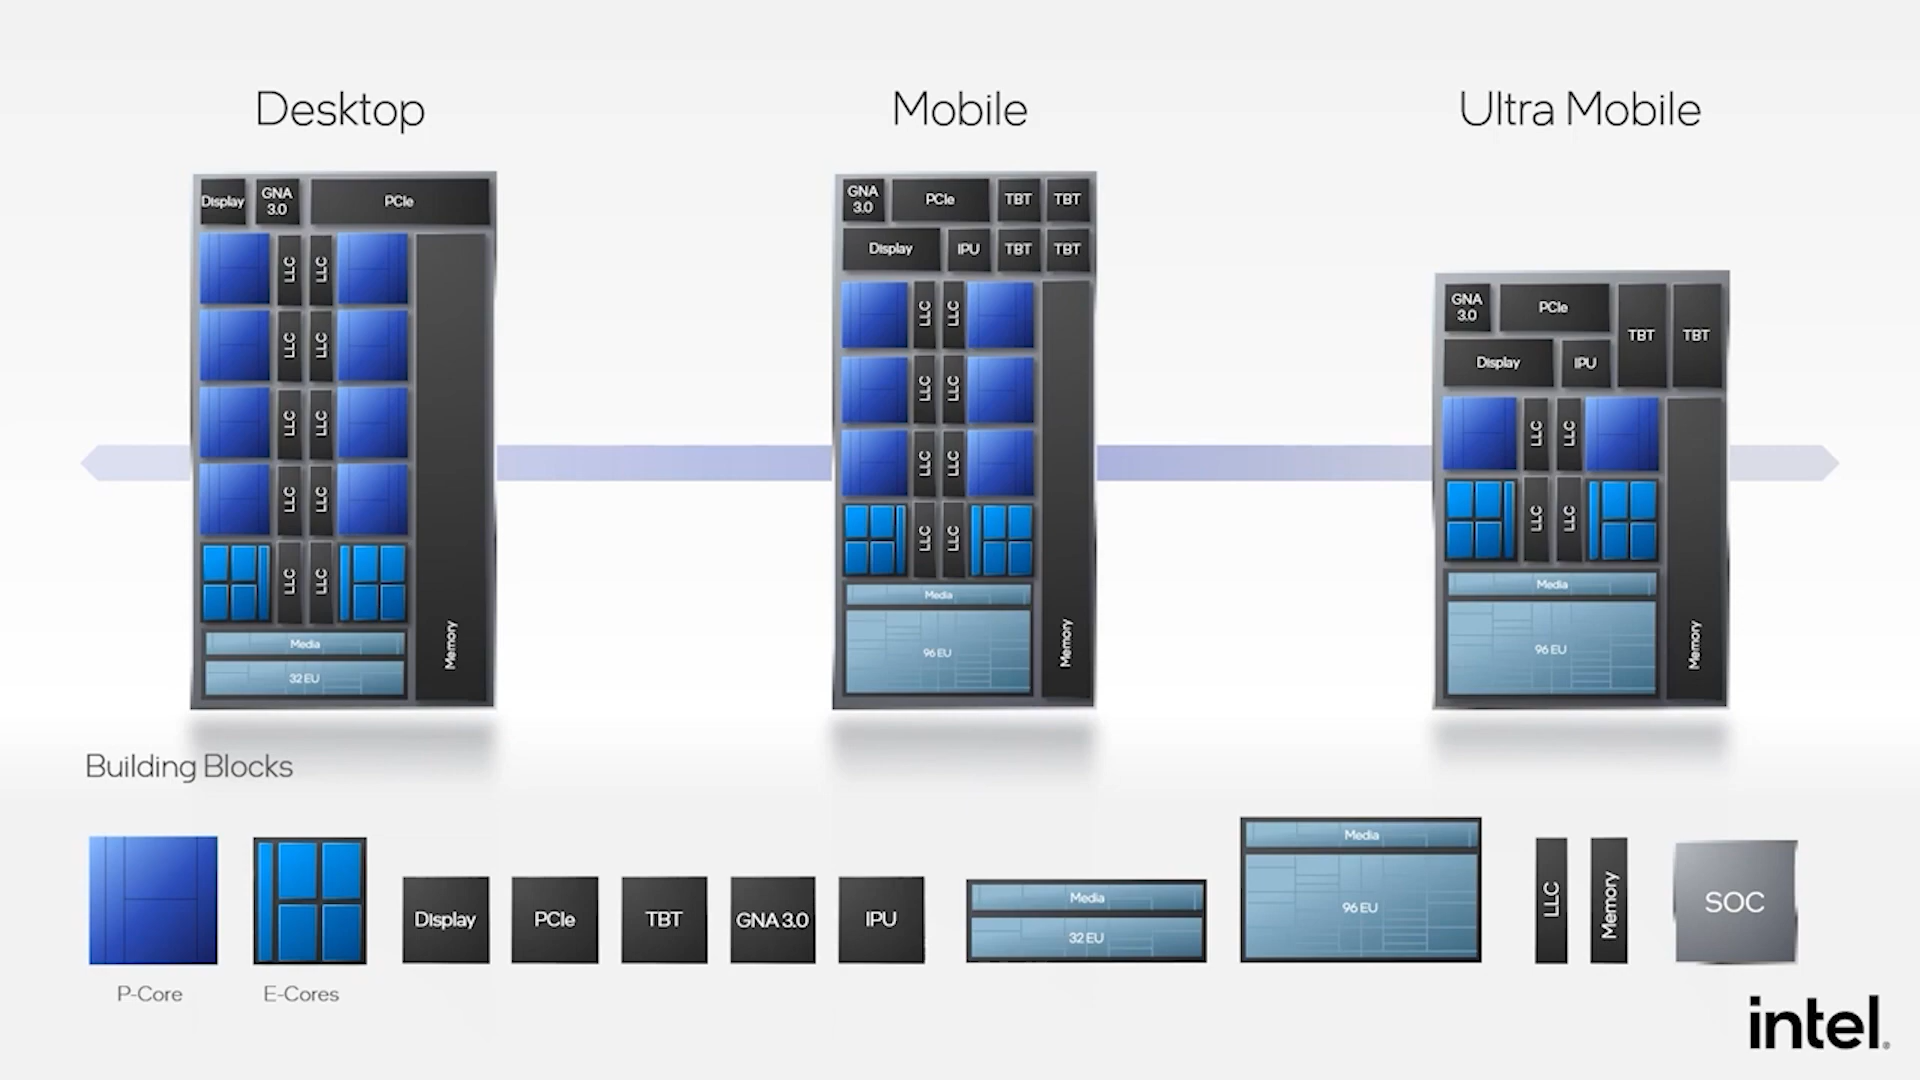 Desktop
Mobile
Ultra Mobile
Display
GNA
3.0
PCIe
LLC
LLC
LLC
LLC
LLC
LLC
LLC
LLC
LLC
LLC
Media
32 EU
Memory
GNA
3.0
PCIe
TBT
TBT
Display
IPU
TBT
TBT
LLC
LLC
LLC
LLC
LLC
LLC
LLC
LLC
Media
96 EU
Memory
GNA
3.0
PCIe
TBT
TBT
Display
IPU
LLC
LLC
LLC
LLC
Media
96 EU
Memory
Building Blocks
P-Core
E-Cores
Display
PCIe
TBT
GNA 3.0
IPU
Media
32 EU
Media
96 EU
LLC
Memory
SOC
intel®